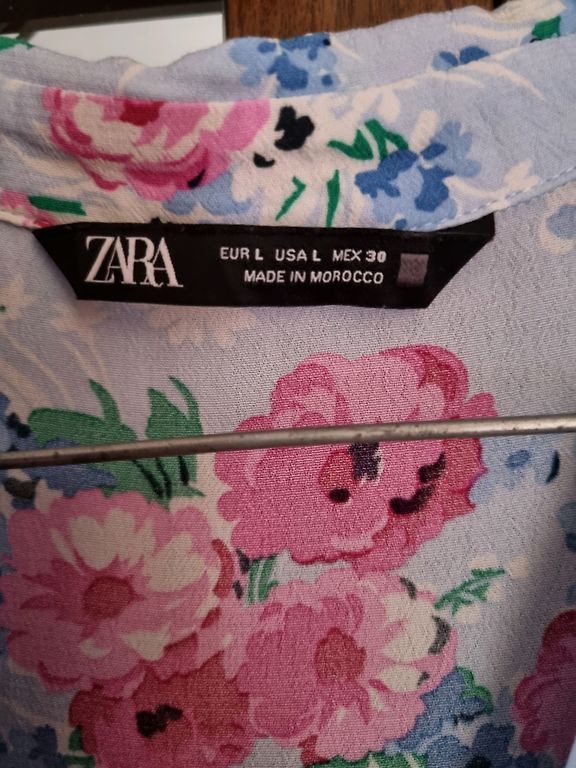 ZARA
EUR L USA L MEX 30
MADE IN MOROCCO